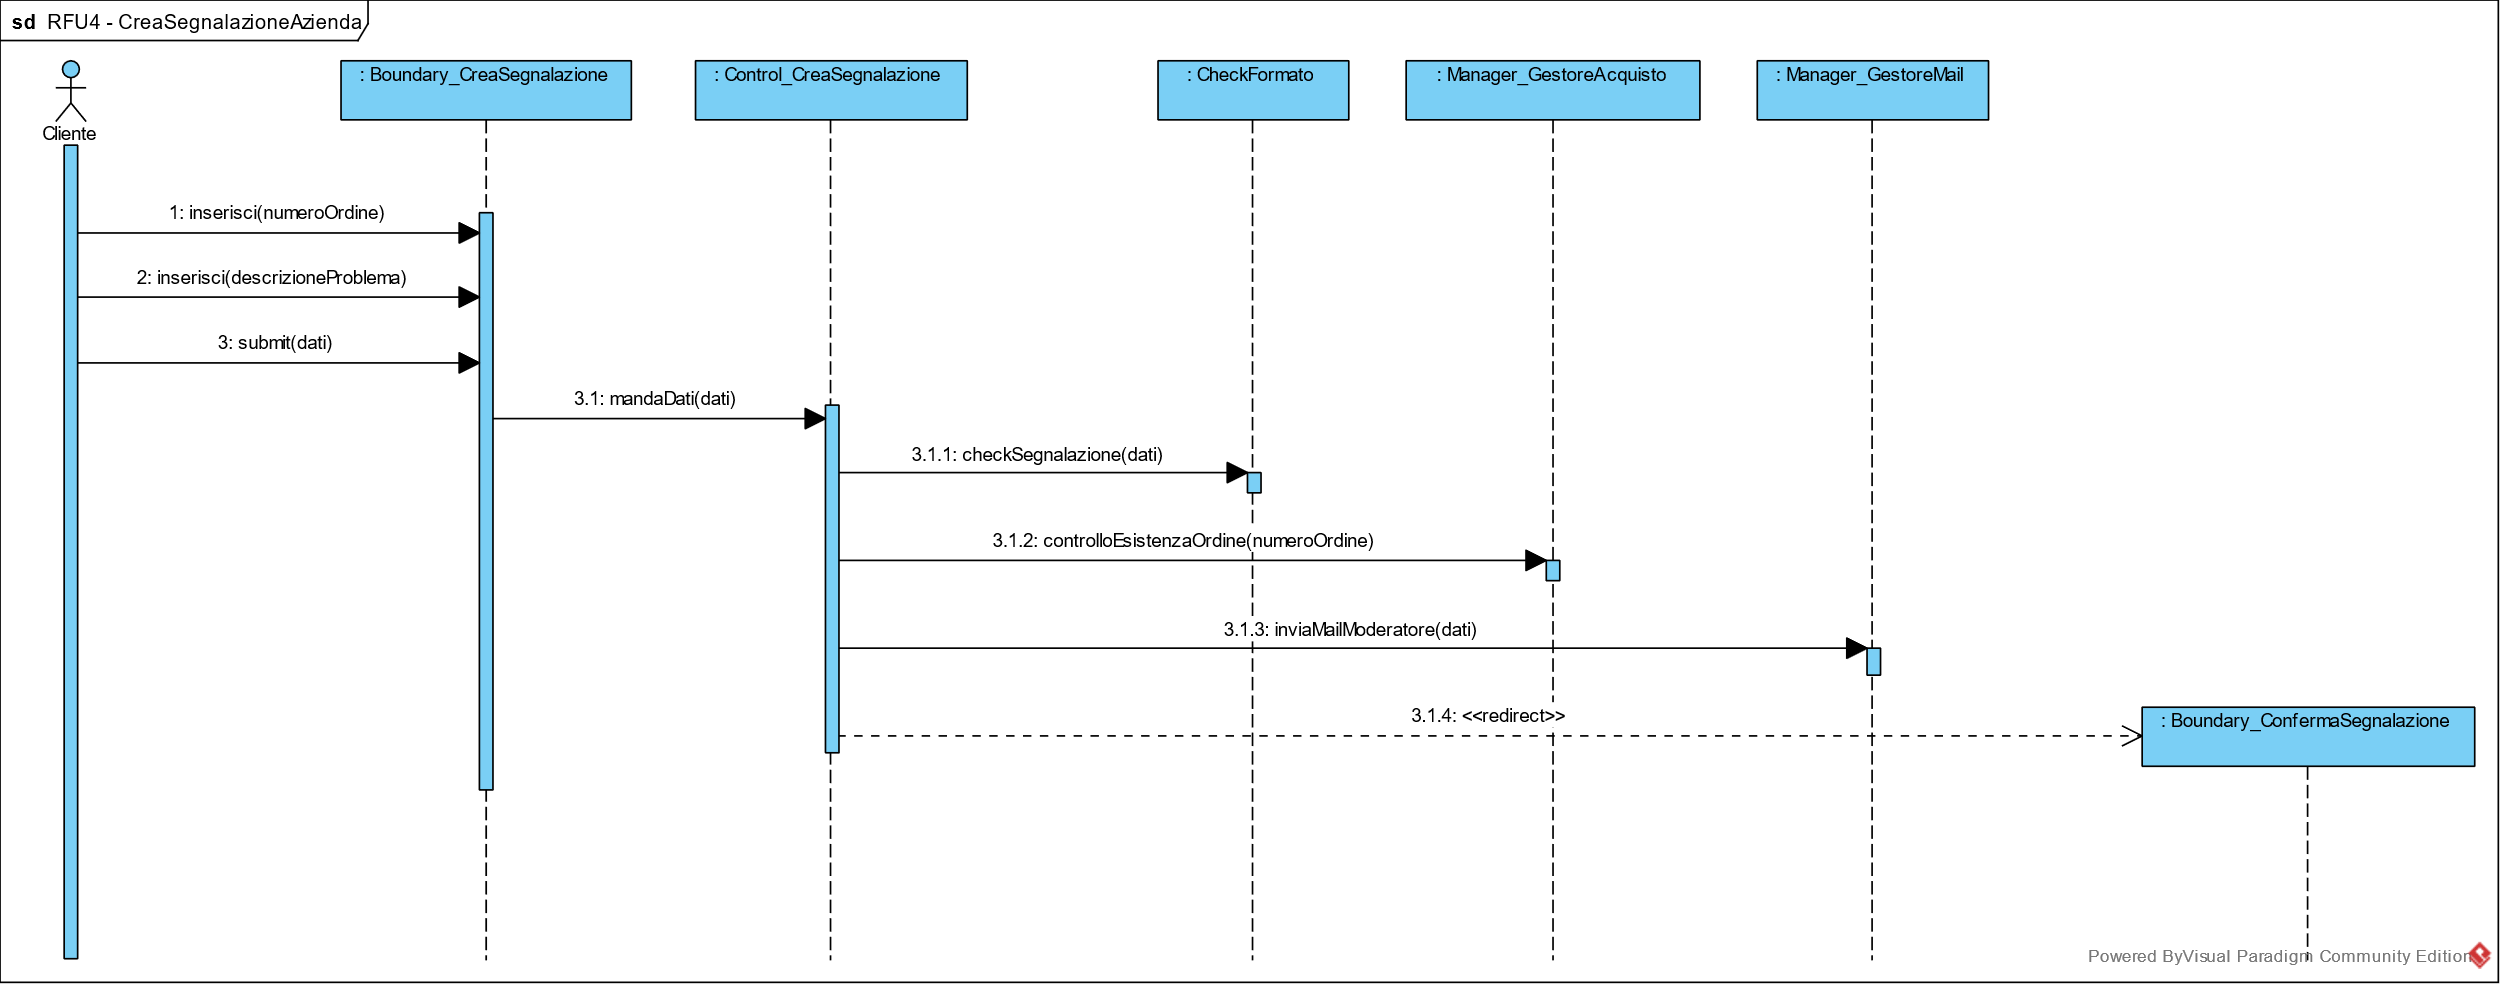 sd RFU4 - CreaSegnalazioneAzienda
Cliente
: Boundary_CreaSegnalazione
: Control_CreaSegnalazione
: CheckFormato
: Manager_GestoreAcquisto
: Manager_GestoreMail
1: inserisci(numeroOrdine)
2: inserisci(descrizioneProblema)
3: submit(dati)
3.1: mandaDati(dati)
3.1.1: checkSegnalazione(dati)
3.1.2: controlloEsistenzaOrdine(numeroOrdine)
3.1.3: inviaMailModeratore(dati)
3.1.4: <<redirect>>
: Boundary_ConfermaSegnalazione
Powered ByVisual Paradigm Community Edition